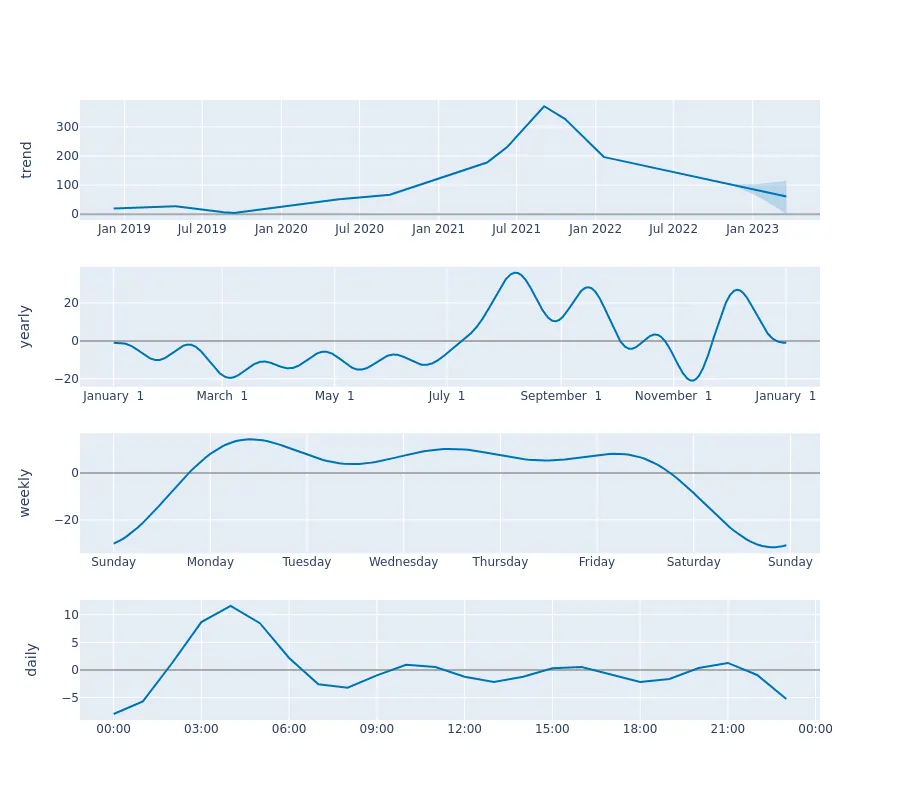 trend
300
200
100
0
Jan 2019 Jul 2019 Jan 2020 Jul 2020 Jan 2021 Jul 2021 Jan 2022 Jul 2022 Jan 2023
yearly
20
0
−20
January 1 March 1 May 1 July 1 September 1 November 1 January 1
weekly
0
−20
Sunday Monday Tuesday Wednesday Thursday Friday Saturday Sunday
daily
10
5
0
−5
00:00 03:00 06:00 09:00 12:00 15:00 18:00 21:00 00:00